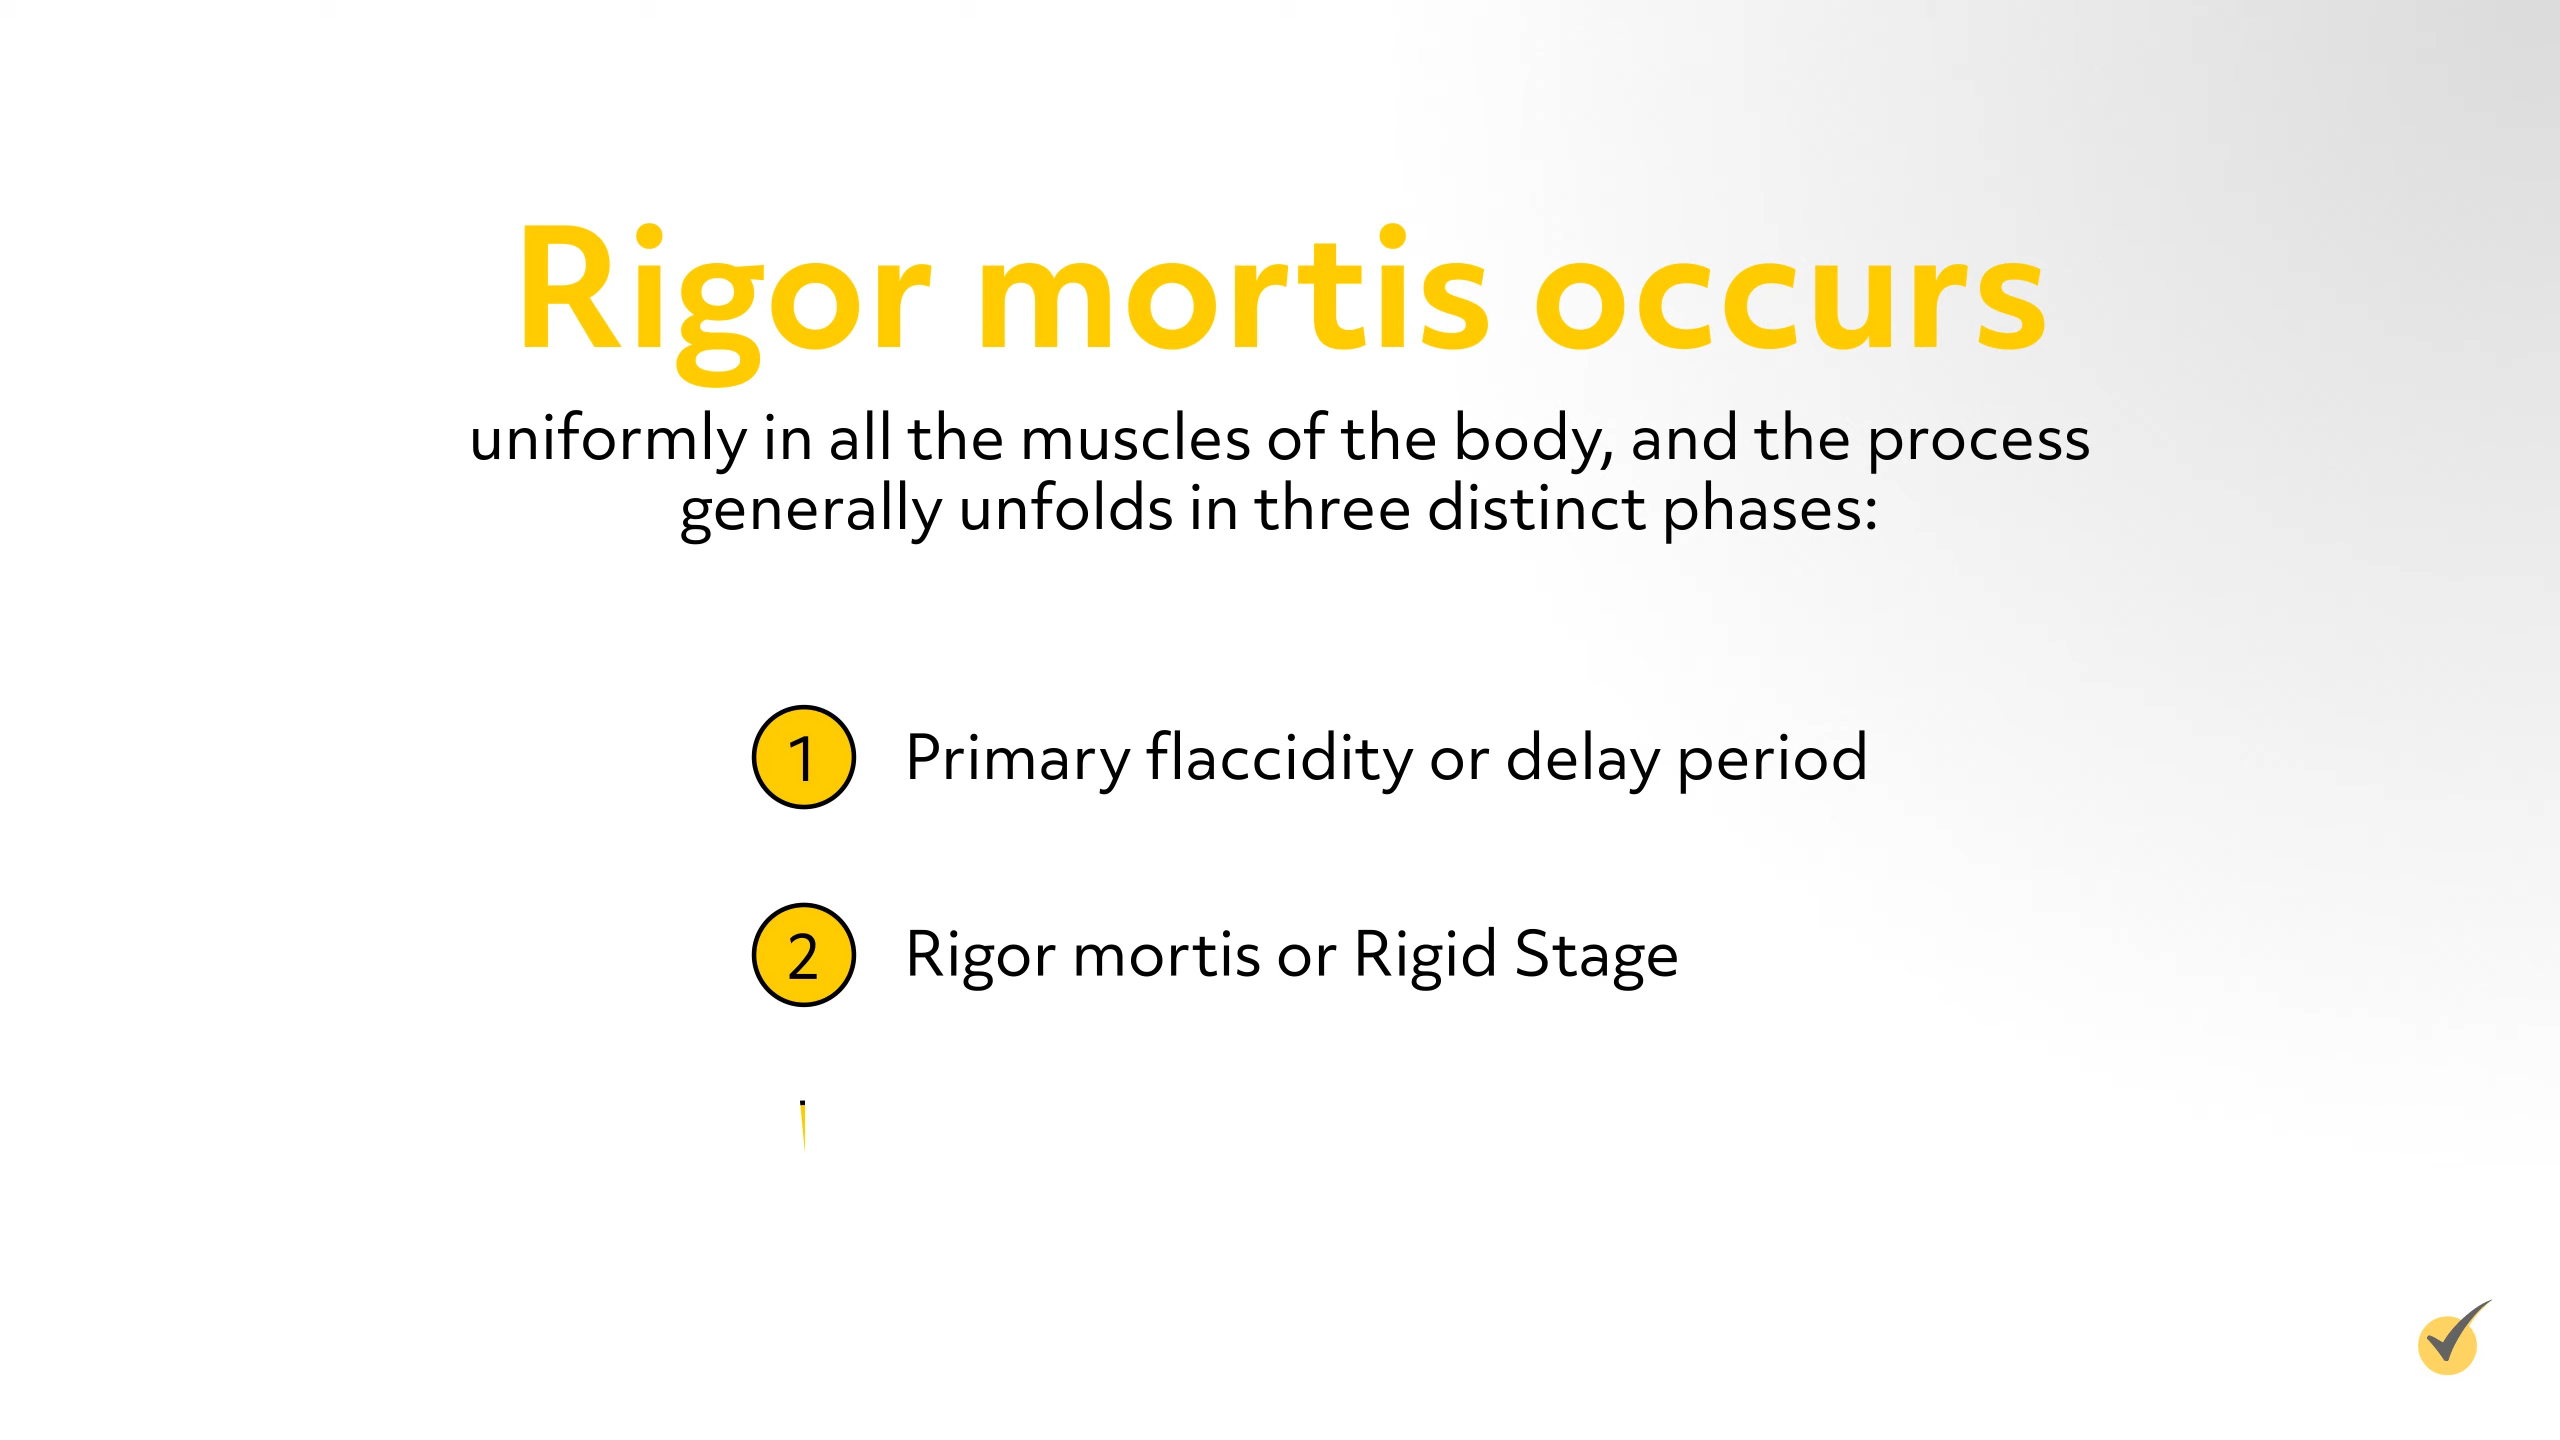 Rigor mortis occurs
uniformly in all the muscles of the body, and the process
generally unfolds in three distinct phases:
1 Primary flaccidity or delay period
2 Rigor mortis or Rigid Stage